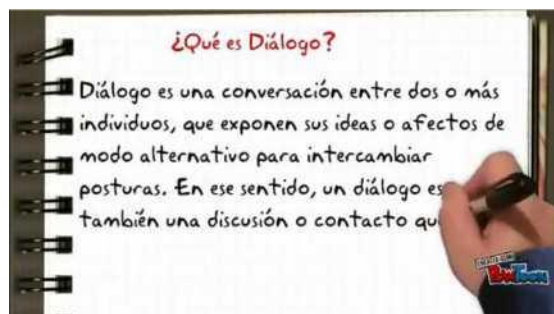 ¿Qué es Diálogo?
Diálogo es una conversación entre dos o más
individuos, que exponen sus ideas o afectos de
modo alternativo para intercambiar
posturas. En ese sentido, un diálogo es
también una discusión o contacto qu
PowToon